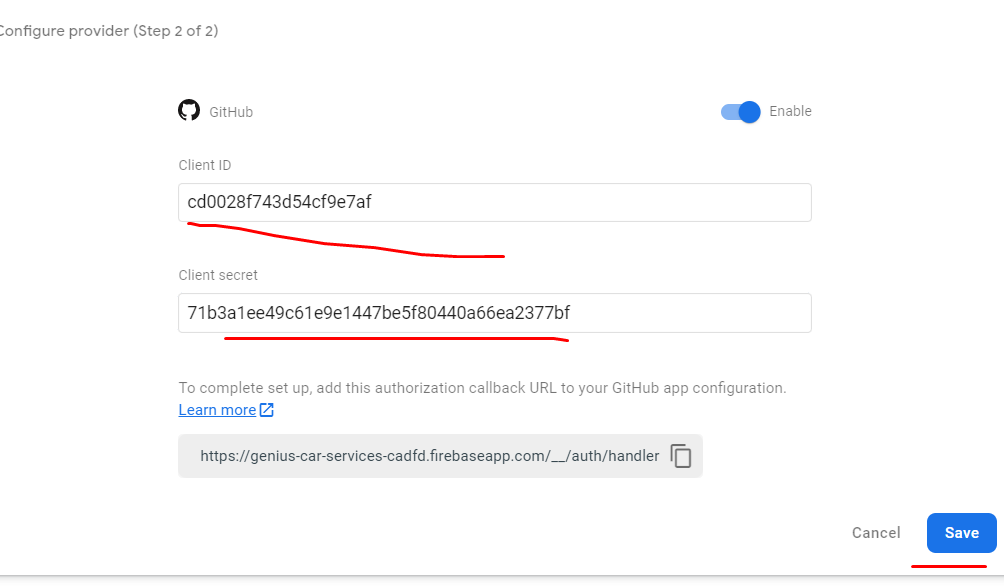 Configure provider (Step 2 of 2)
GitHub
Enable
Client ID
cd0028f743d54cf9e7af
Client secret
71b3a1ee49c61e9e1447be5f80440a66ea2377bf
To complete set up, add this authorization callback URL to your GitHub app configuration.
Learn more
https://genius-car-services-cadfd.firebaseapp.com/__/auth/handler
Cancel
Save